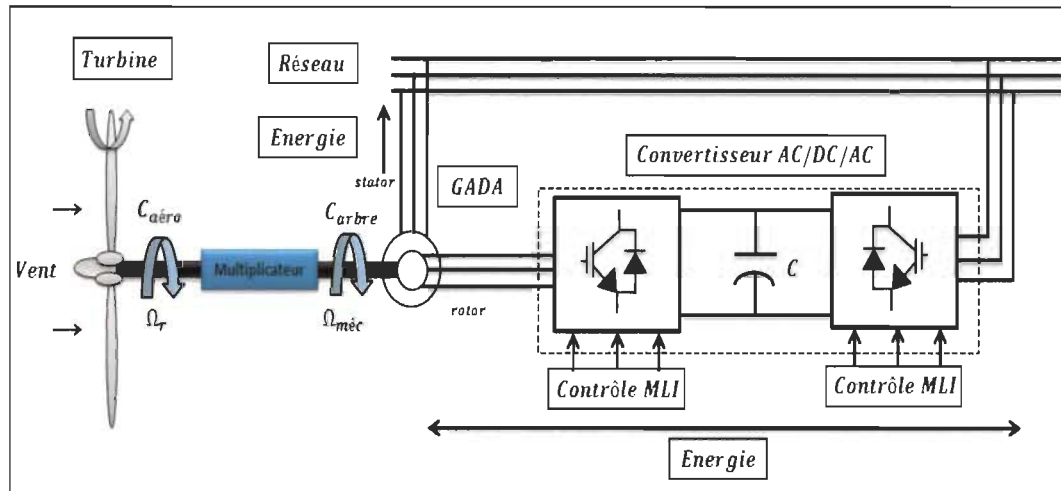 Turbine
Réseau
Energie
Convertisseur AC/DC/AC
stator
GADA
C_aéro
C_arbre
Vent
Multiplicateur
C
Ω_r
Ω_méc
rotor
Contrôle MLI
Contrôle MLI
Energie